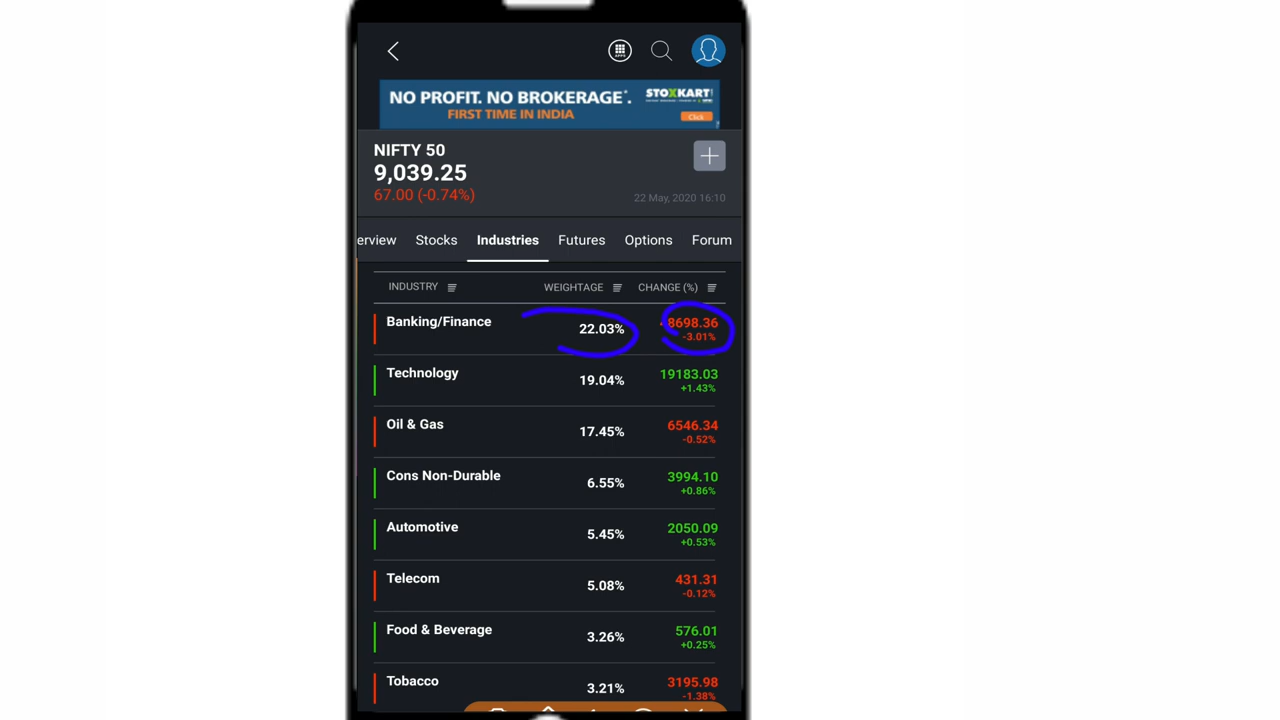 NO PROFIT. NO BROKERAGE*. STOXKART
FIRST TIME IN INDIA Click
NIFTY 50
9,039.25
67.00 (-0.74%)
22 May, 2020 16:10
erview Stocks Industries Futures Options Forum
INDUSTRY WEIGHTAGE CHANGE (%)
Banking/Finance 22.03% 8698.36
-3.01%
Technology 19.04% 19183.03
+1.43%
Oil & Gas 17.45% 6546.34
-0.52%
Cons Non-Durable 6.55% 3994.10
+0.86%
Automotive 5.45% 2050.09
+0.53%
Telecom 5.08% 431.31
-0.12%
Food & Beverage 3.26% 576.01
+0.25%
Tobacco 3.21% 3195.98
-1.38%